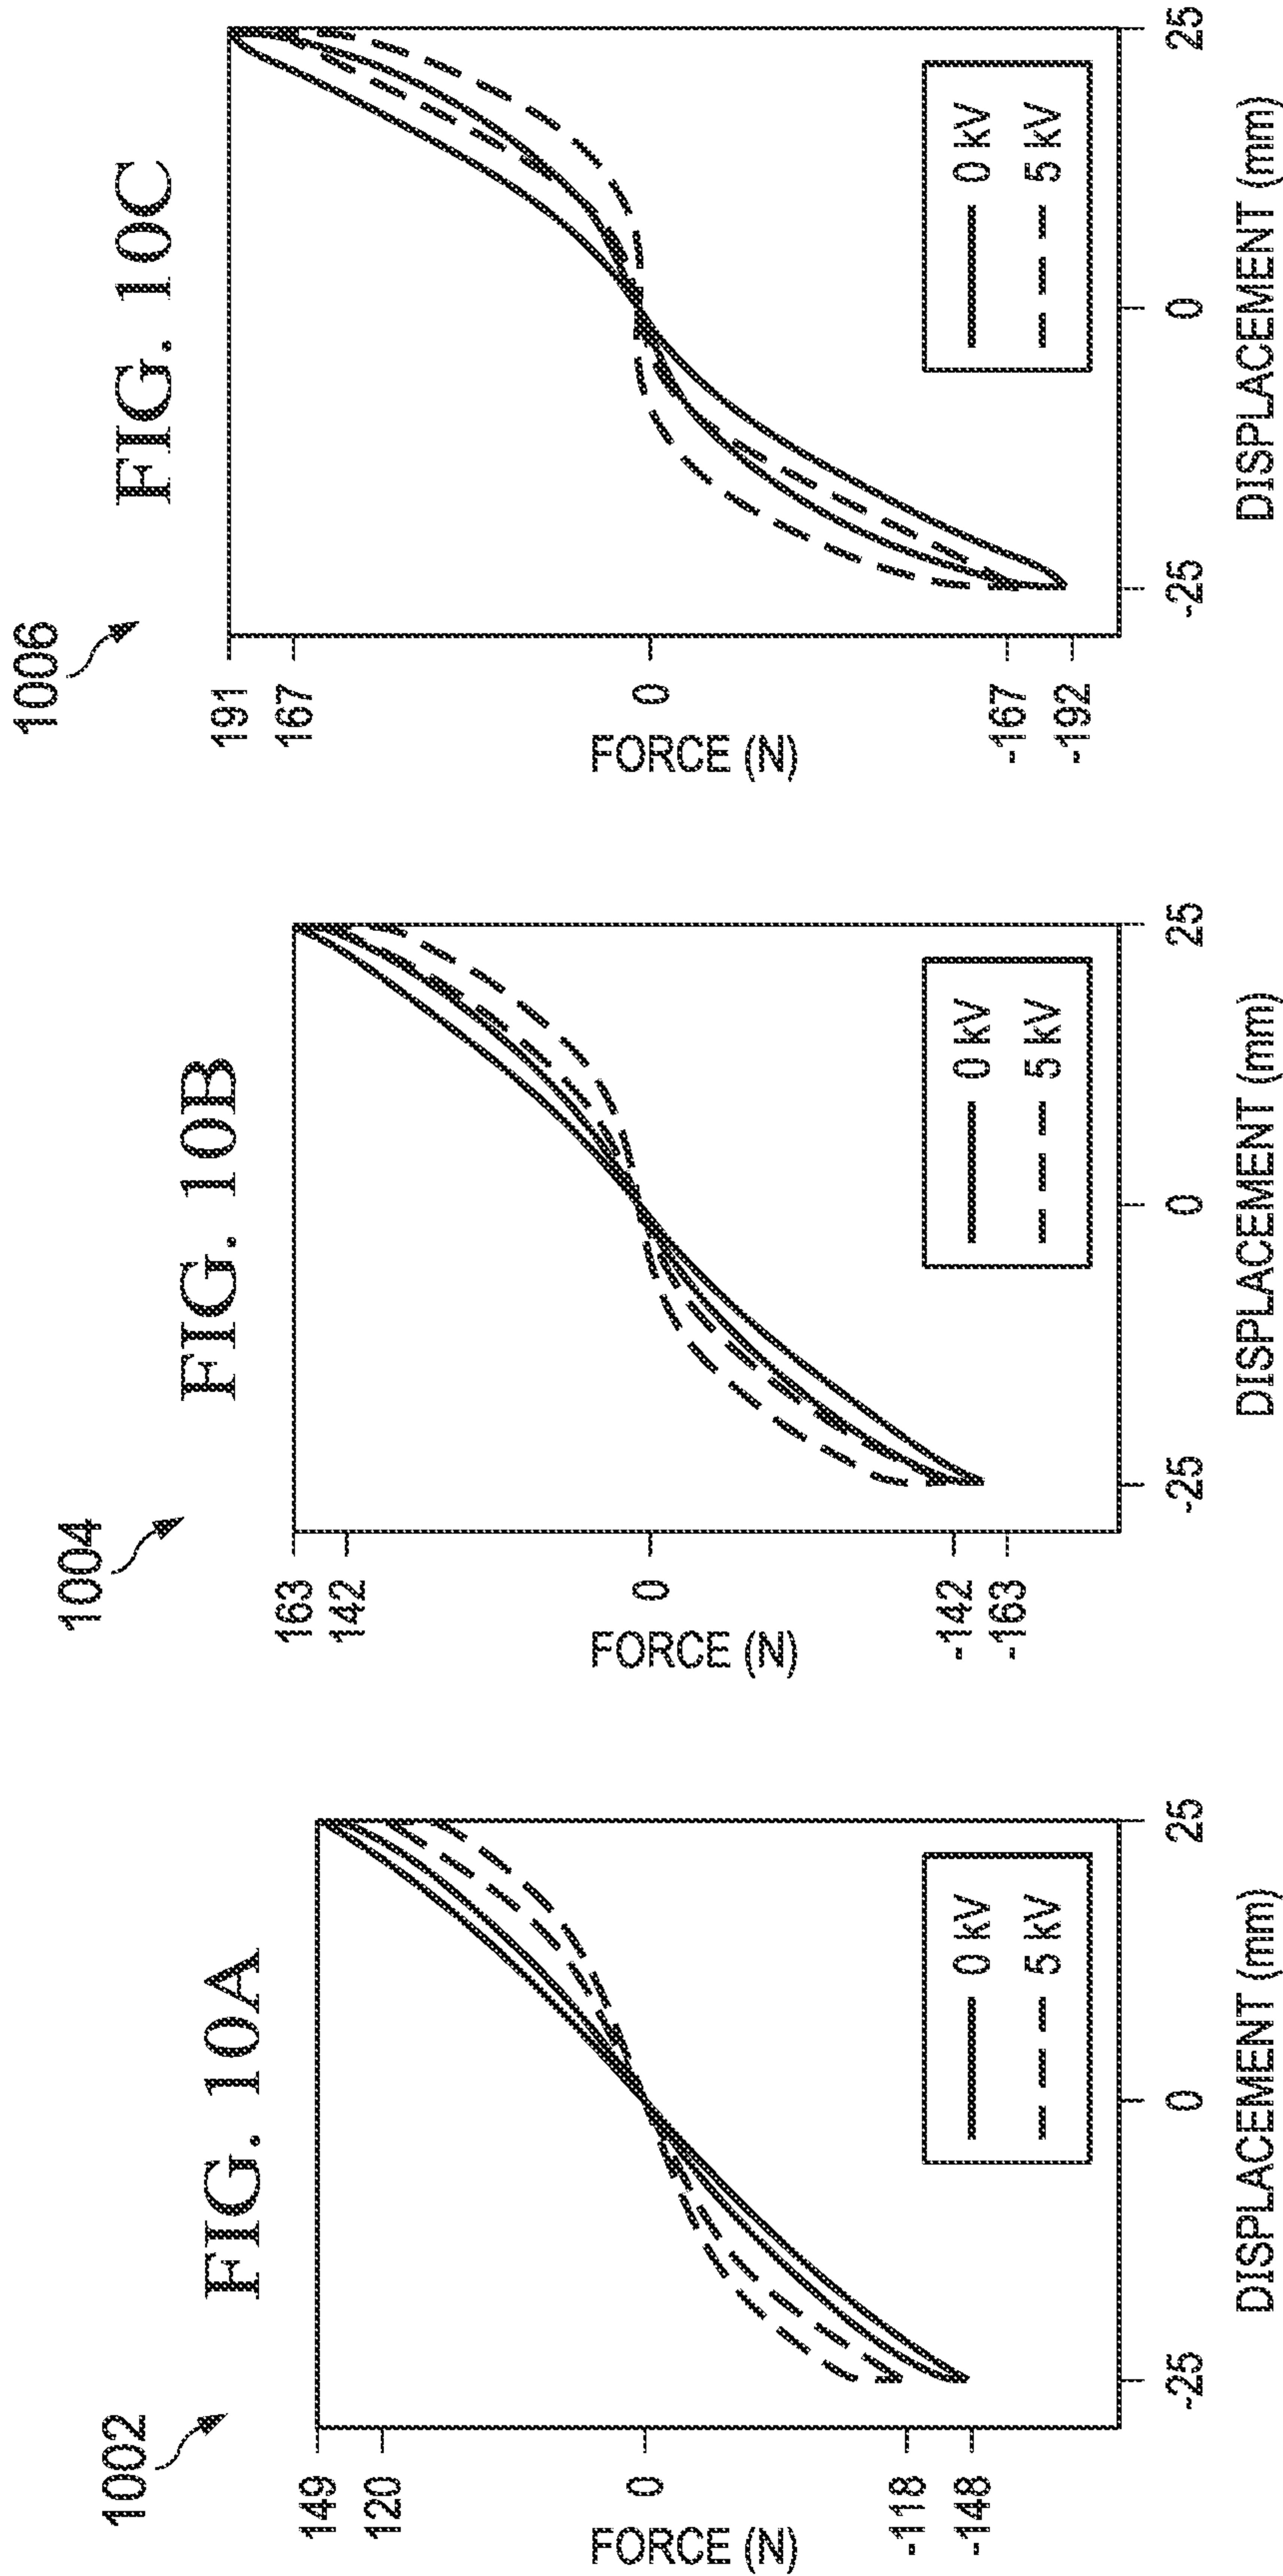 FIG. 10A
1002
149
120
0
-118
-148
FORCE (N)
0 kV
5 kV
-25
0
25
DISPLACEMENT (mm)
FIG. 10B
1004
163
142
0
-142
-163
FORCE (N)
0 kV
5 kV
-25
0
25
DISPLACEMENT (mm)
FIG. 10C
1006
191
167
0
-167
-192
FORCE (N)
0 kV
5 kV
-25
0
25
DISPLACEMENT (mm)